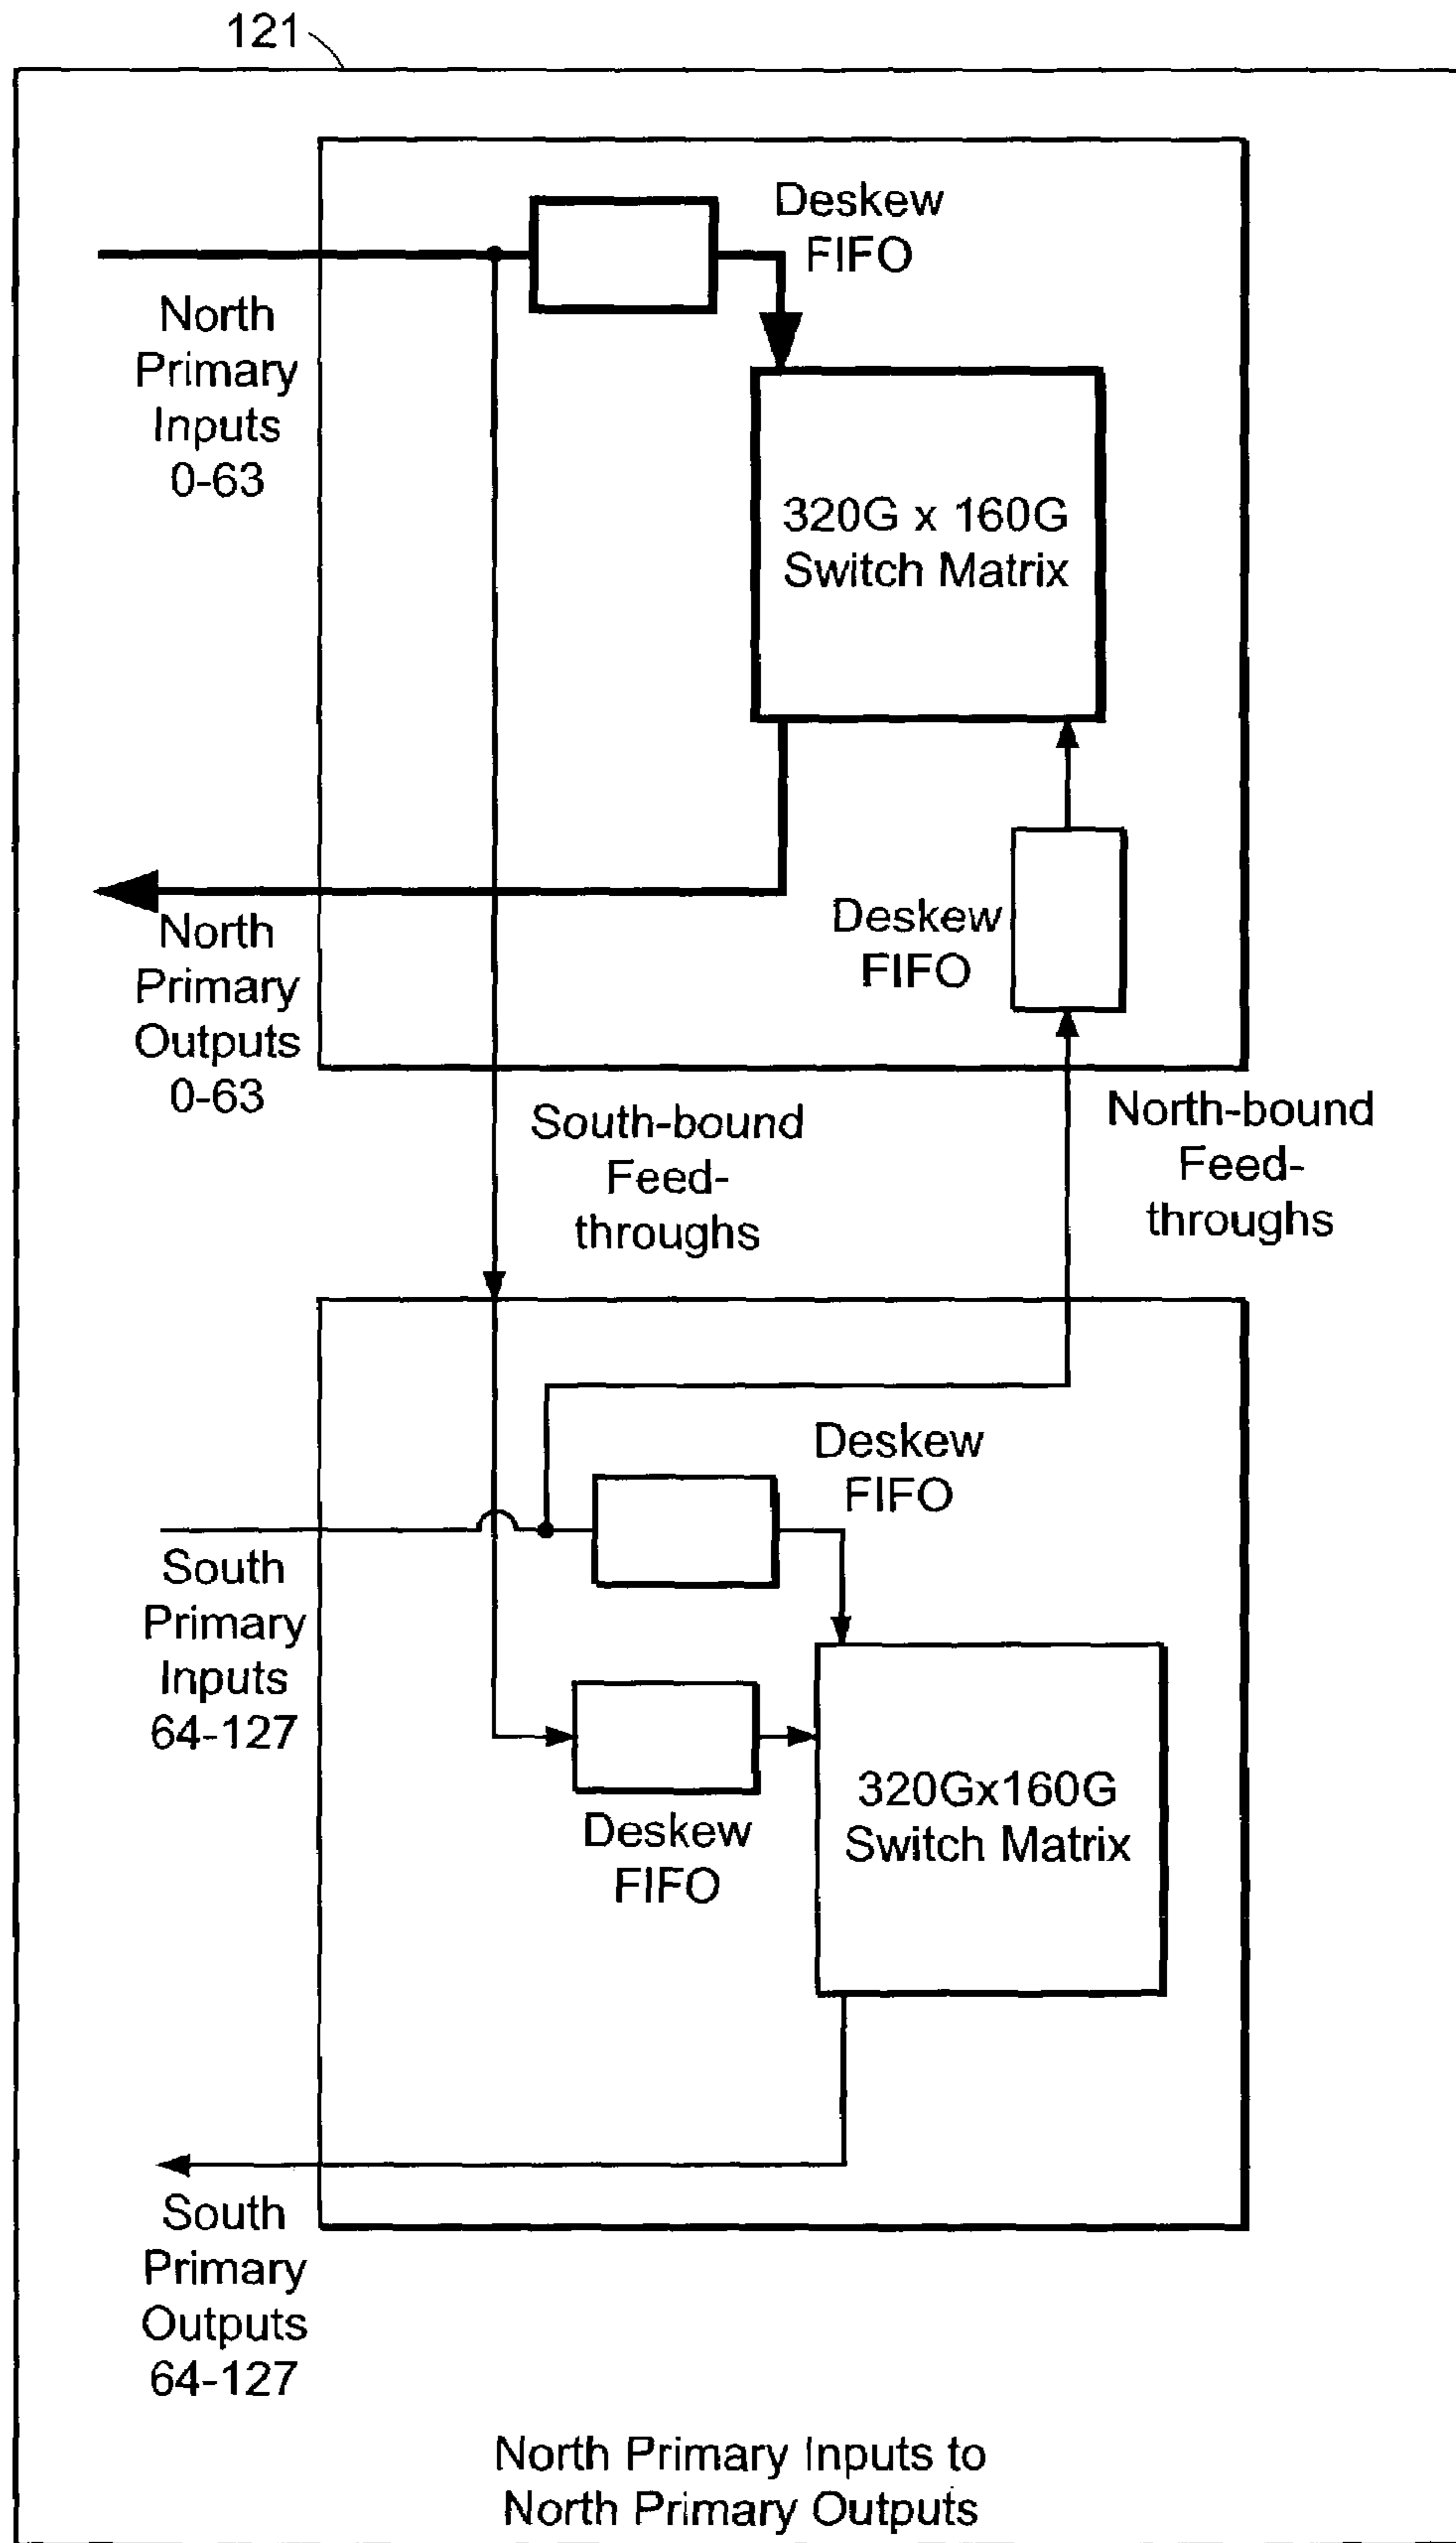 121
Deskew
FIFO
North
Primary
Inputs
0-63
320G x 160G
Switch Matrix
Deskew
FIFO
North
Primary
Outputs
0-63
South-bound
Feed-
throughs
North-bound
Feed-
throughs
Deskew
FIFO
South
Primary
Inputs
64-127
320Gx160G
Switch Matrix
Deskew
FIFO
South
Primary
Outputs
64-127
North Primary Inputs to
North Primary Outputs